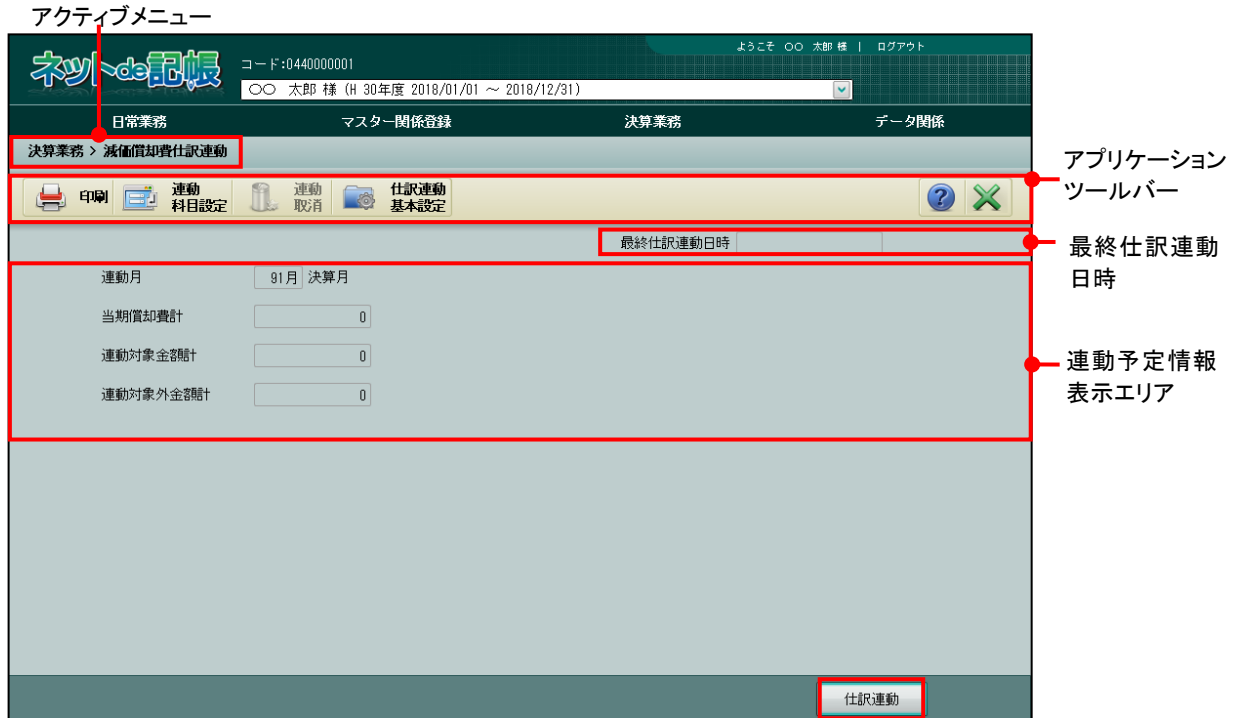 アクティブメニュー
ようこそ 〇〇 太郎 様 | ログアウト
ネットde記帳
コード:0440000001
〇〇 太郎 様 (H 30年度 2018/01/01 ～ 2018/12/31)
日常業務 マスター関係登録 決算業務 データ関係
決算業務 > 減価償却費仕訳連動
アプリケーション
ツールバー
印刷 連動 科目設定 連動 取消 仕訳連動 基本設定
最終仕訳連動日時
最終仕訳連動
日時
連動月 91月 決算月
当期償却費計 0
連動対象金額計 0
連動予定情報
表示エリア
連動対象外金額計 0
仕訳連動